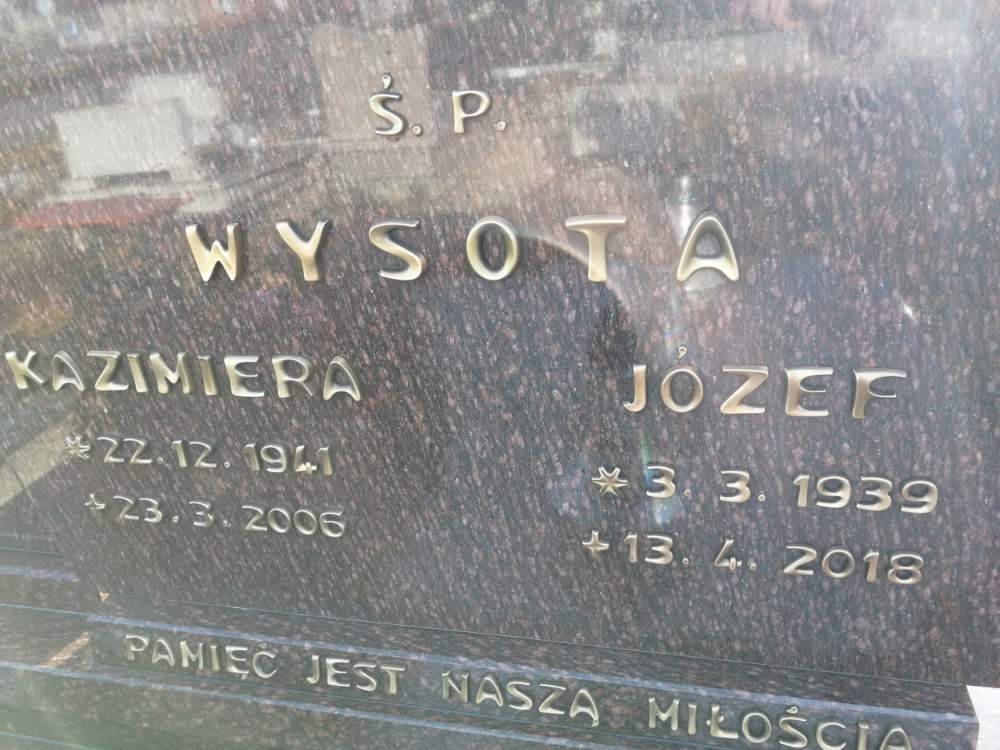 Ś. P.
WYSOTA
KAZIMIERA
*22.12.1941
+23.3.2006
JÓZEF
*3. 3. 1939
+13. 4. 2018
PAMIĘĆ JEST NASZĄ MIŁOŚCIĄ